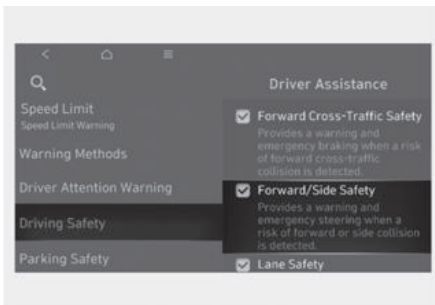 Driver Assistance
Speed Limit
Speed Limit Warning
Warning Methods
Driver Attention Warning
Driving Safety
Parking Safety
Forward Cross-Traffic Safety
Provides a warning and
emergency braking when a risk
of forward cross-traffic
collision is detected.
Forward/Side Safety
Provides a warning and
emergency steering when a
risk of forward or side collision
is detected.
Lane Safety